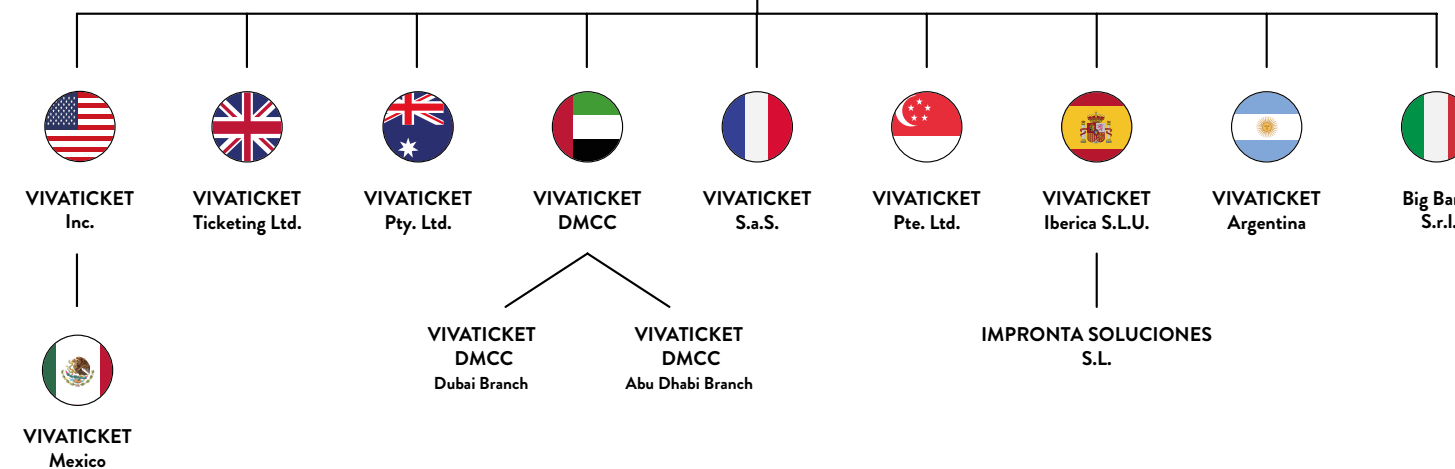 VIVATICKET
Inc.
VIVATICKET
Ticketing Ltd.
VIVATICKET
Pty. Ltd.
VIVATICKET
DMCC
VIVATICKET
S.a.S.
VIVATICKET
Pte. Ltd.
VIVATICKET
Iberica S.L.U.
VIVATICKET
Argentina
Big
S.r.l.
VIVATICKET
DMCC
Dubai Branch
VIVATICKET
DMCC
Abu Dhabi Branch
IMPRONTA SOLUCIONES
S.L.
VIVATICKET
Mexico